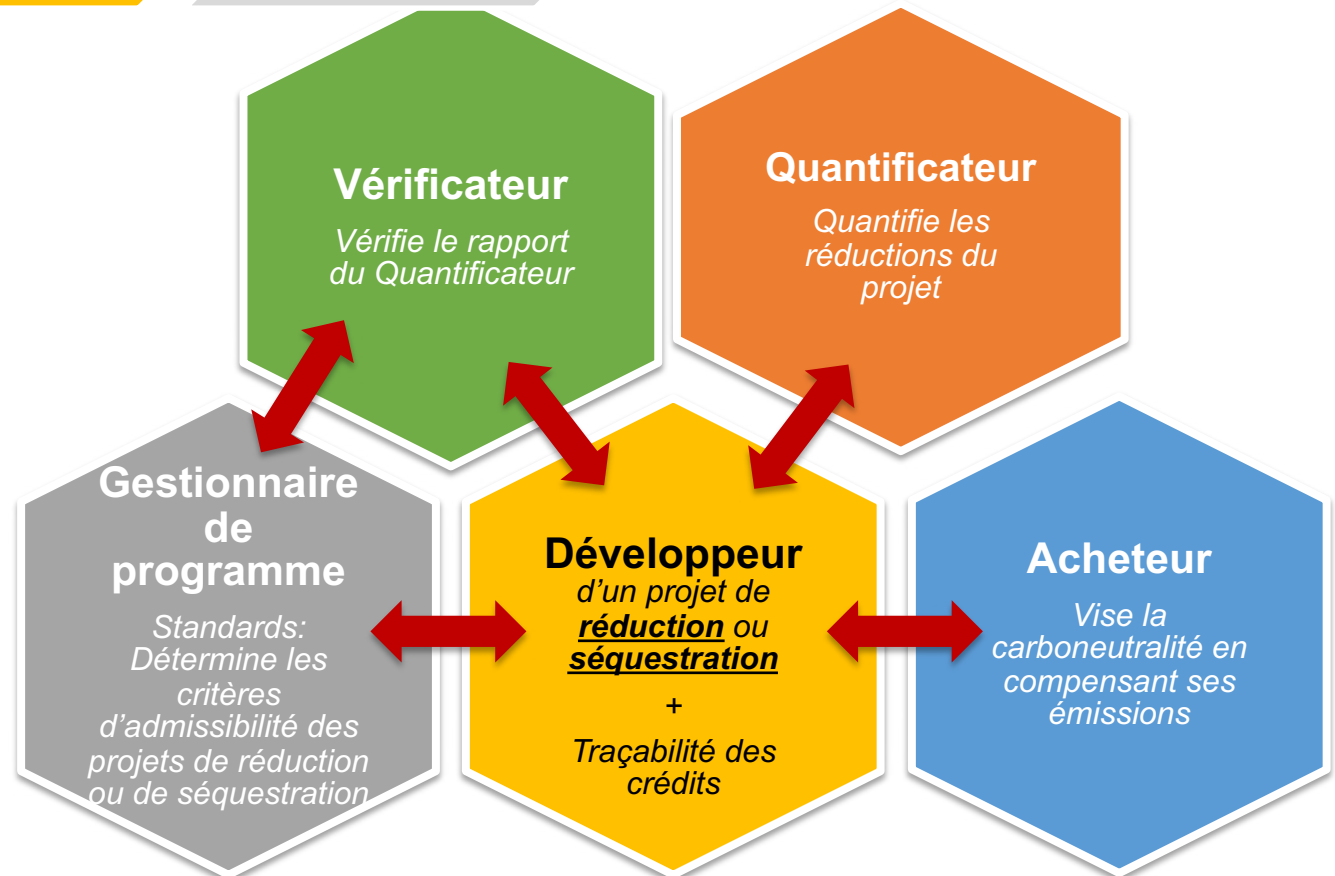 Vérificateur
Vérifie le rapport
du Quantificateur
Quantificateur
Quantifie les
réductions du
projet
Gestionnaire
de
programme
Standards:
Détermine les
critères
d’admissibilité des
projets de réduction
ou de séquestration
Développeur
d’un projet de
réduction ou
séquestration
+
Traçabilité des
crédits
Acheteur
Vise la
carboneutralité en
compensant ses
émissions